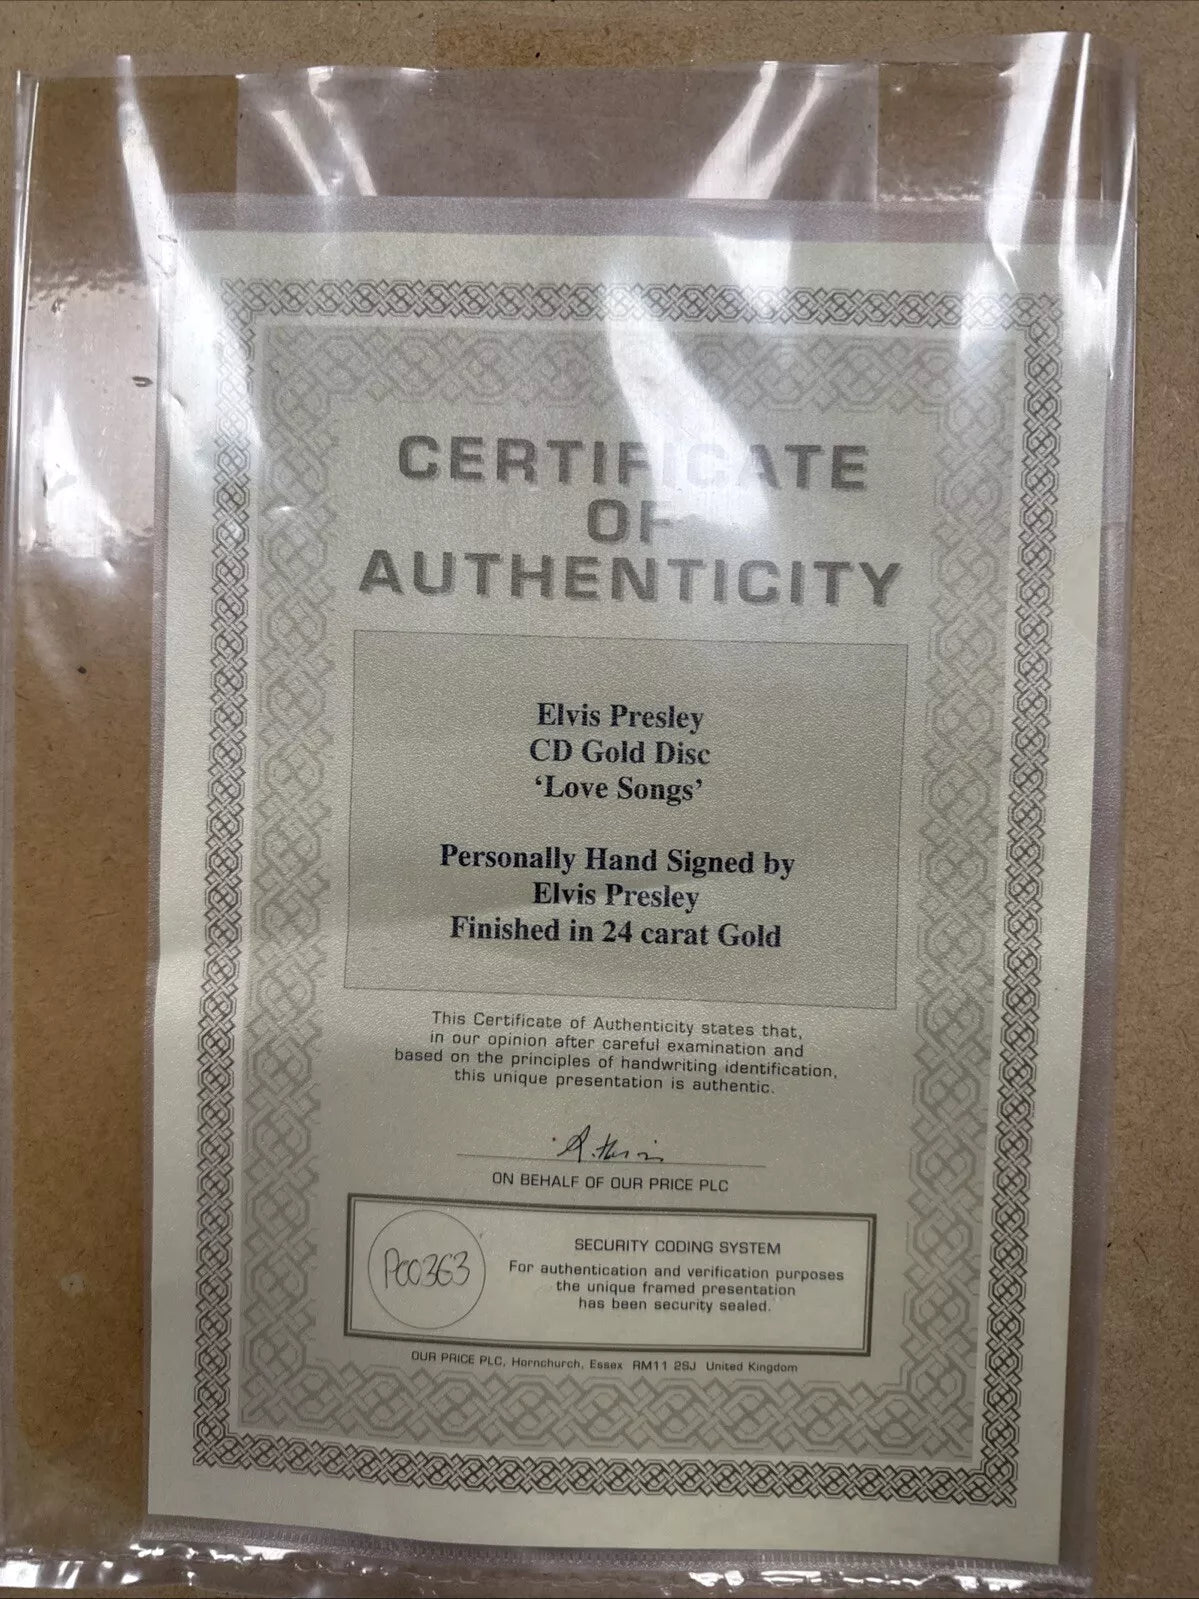 CERTIFICATE
OF
AUTHENTICITY
Elvis Presley
CD Gold Disc
‘Love Songs’
Personally Hand Signed by
Elvis Presley
Finished in 24 carat Gold
This Certificate of Authenticity states that,
in our opinion after careful examination and
based on the principles of handwriting identification,
this unique presentation is authentic.
ON BEHALF OF OUR PRICE PLC
SECURITY CODING SYSTEM
For authentication and verification purposes
the unique framed presentation
has been security sealed.
OUR PRICE PLC, Hornchurch, Essex RM11 2SJ United Kingdom